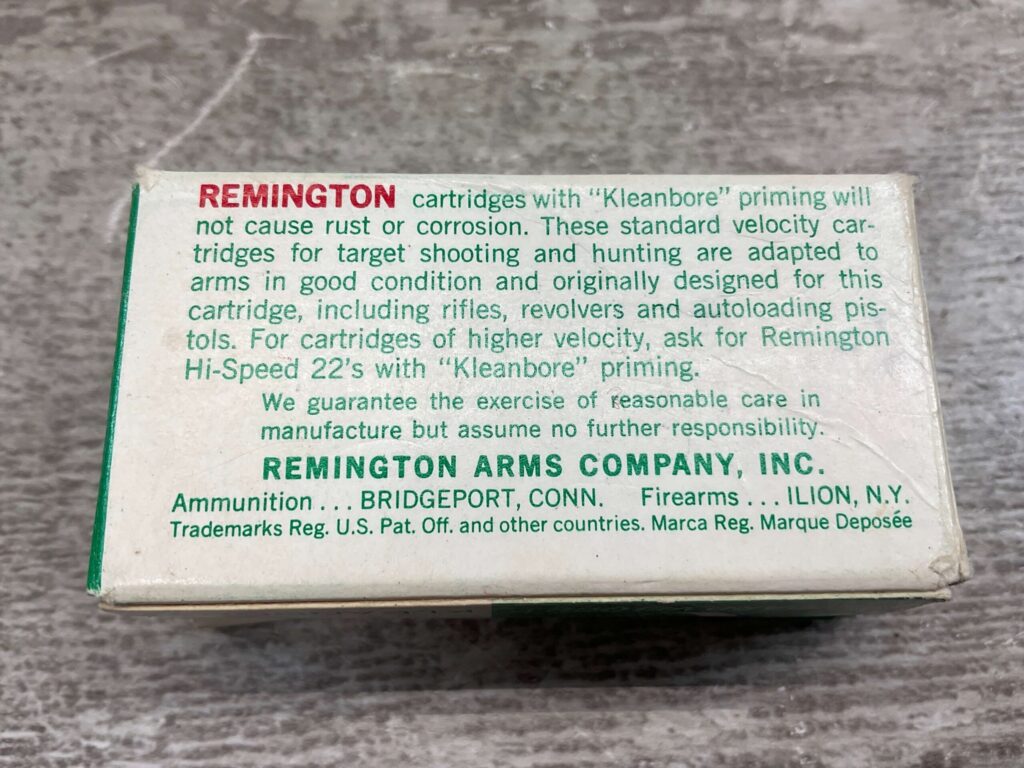 REMINGTON cartridges with "Kleanbore" priming will
not cause rust or corrosion. These standard velocity car-
tridges for target shooting and hunting are adapted to
arms in good condition and originally designed for this
cartridge, including rifles, revolvers and autoloading pis-
tols. For cartridges of higher velocity, ask for Remington
Hi-Speed 22's with "Kleanbore" priming.
We guarantee the exercise of reasonable care in
manufacture but assume no further responsibility.
REMINGTON ARMS COMPANY, INC.
Ammunition . . . BRIDGEPORT, CONN. Firearms . . . ILION, N.Y.
Trademarks Reg. U.S. Pat. Off. and other countries. Marca Reg. Marque Deposée